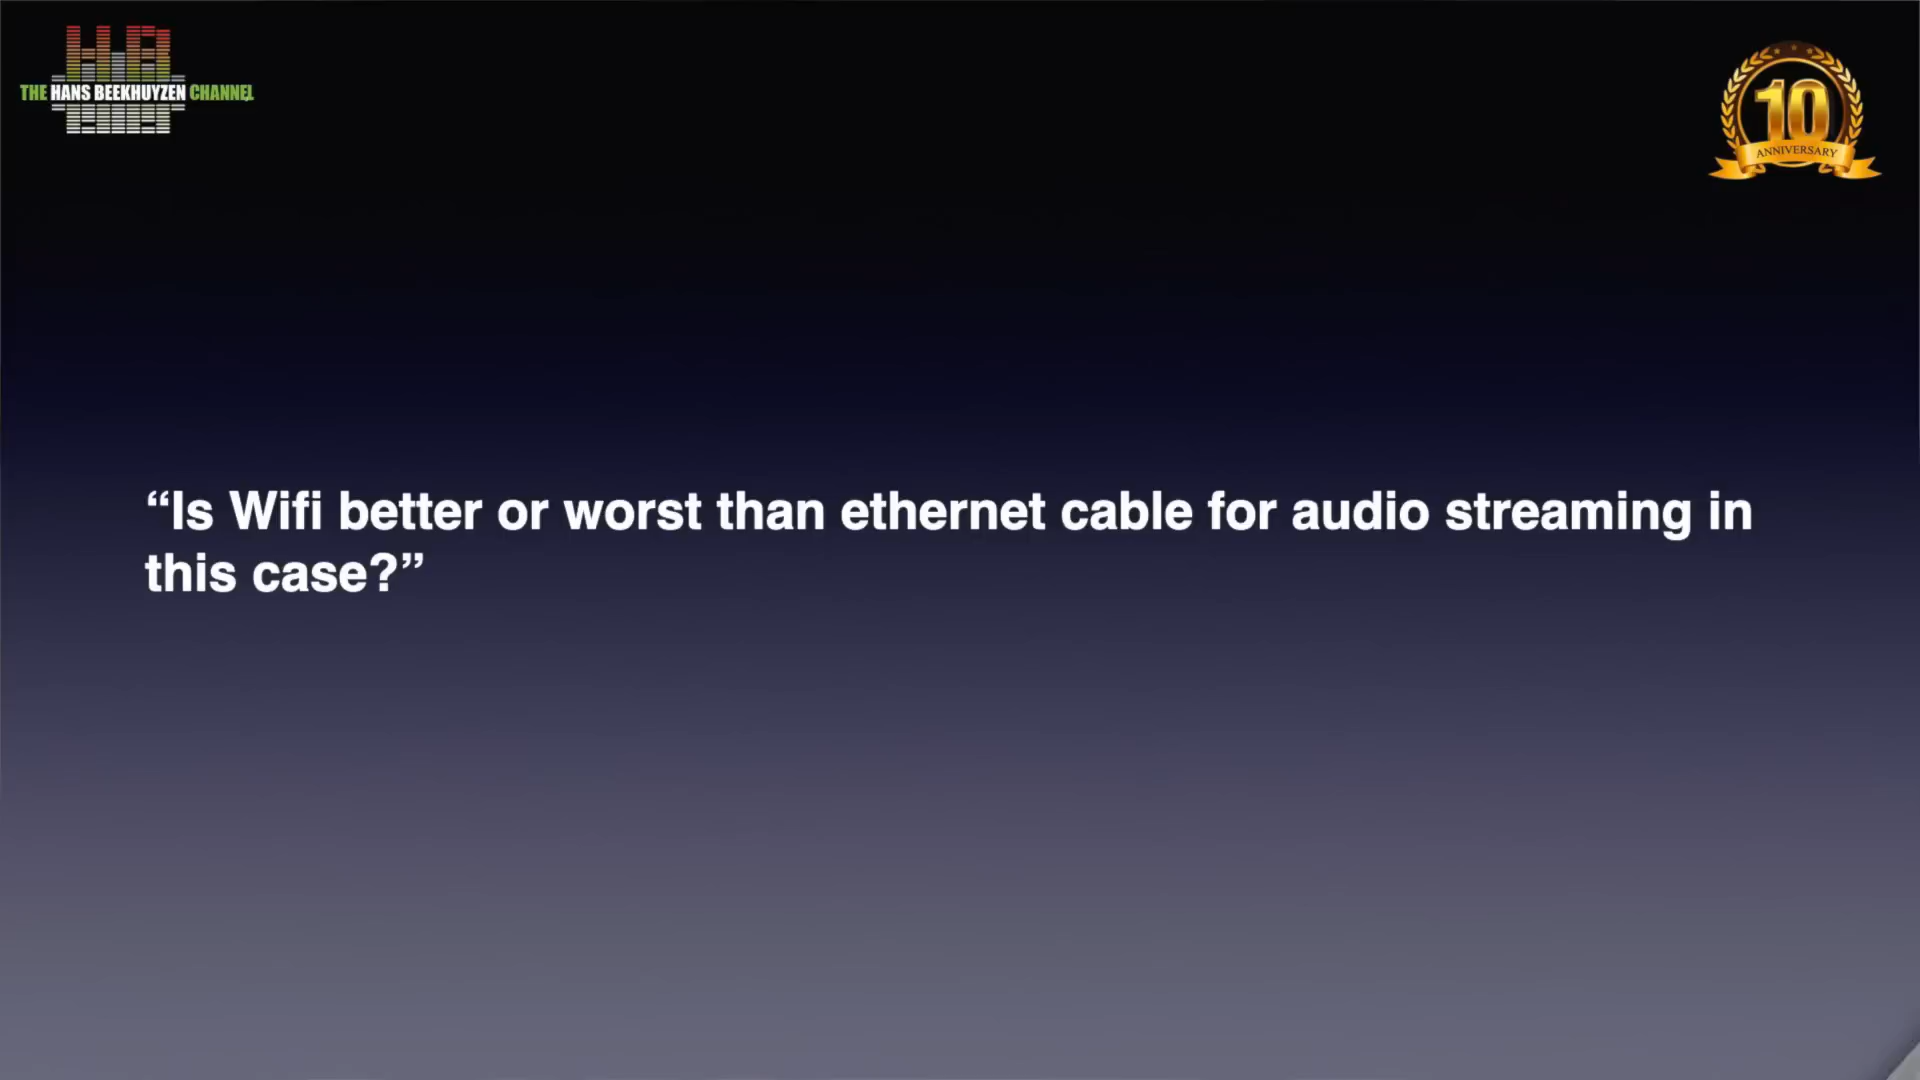 THE HANS BEEKHUYZEN CHANNEL
10
ANNIVERSARY
“Is Wifi better or worst than ethernet cable for audio streaming in
this case?”